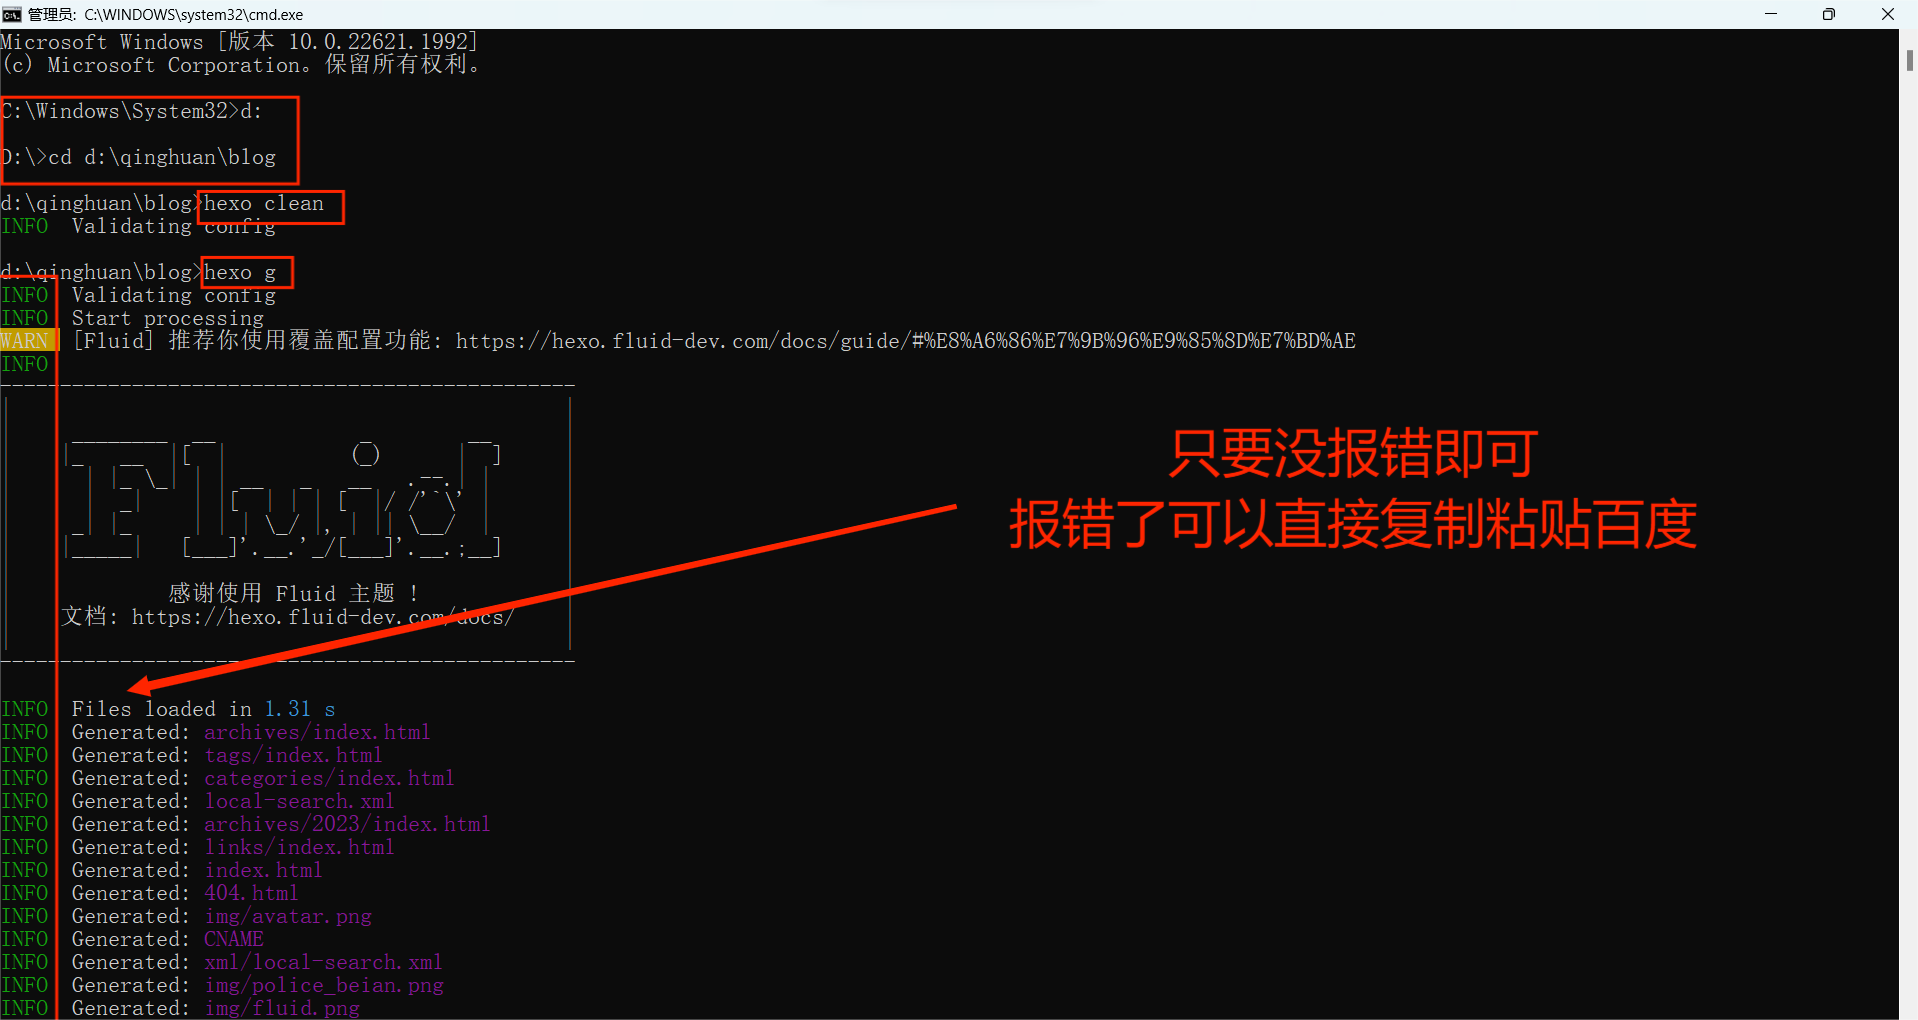 管理员: C:\WINDOWS\system32\cmd.exe
Microsoft Windows [版本 10.0.22621.1992]
(c) Microsoft Corporation。保留所有权利。
C:\Windows\System32>d:
D:\>cd d:\qinghuan\blog
d:\qinghuan\blog>hexo clean
INFO  Validating config
d:\qinghuan\blog>hexo g
INFO  Validating config
INFO  Start processing
WARN  [Fluid] 推荐你使用覆盖配置功能: https://hexo.fluid-dev.com/docs/guide/#%E8%A6%86%E7%9B%96%E9%85%8D%E7%BD%AE
INFO
Fluid
感谢使用 Fluid 主题 !
文档: https://hexo.fluid-dev.com/docs/
只要没报错即可
报错了可以直接复制粘贴百度
INFO  Files loaded in 1.31 s
INFO  Generated: archives/index.html
INFO  Generated: tags/index.html
INFO  Generated: categories/index.html
INFO  Generated: local-search.xml
INFO  Generated: archives/2023/index.html
INFO  Generated: links/index.html
INFO  Generated: index.html
INFO  Generated: 404.html
INFO  Generated: img/avatar.png
INFO  Generated: CNAME
INFO  Generated: xml/local-search.xml
INFO  Generated: img/police_beian.png
INFO  Generated: img/fluid.png